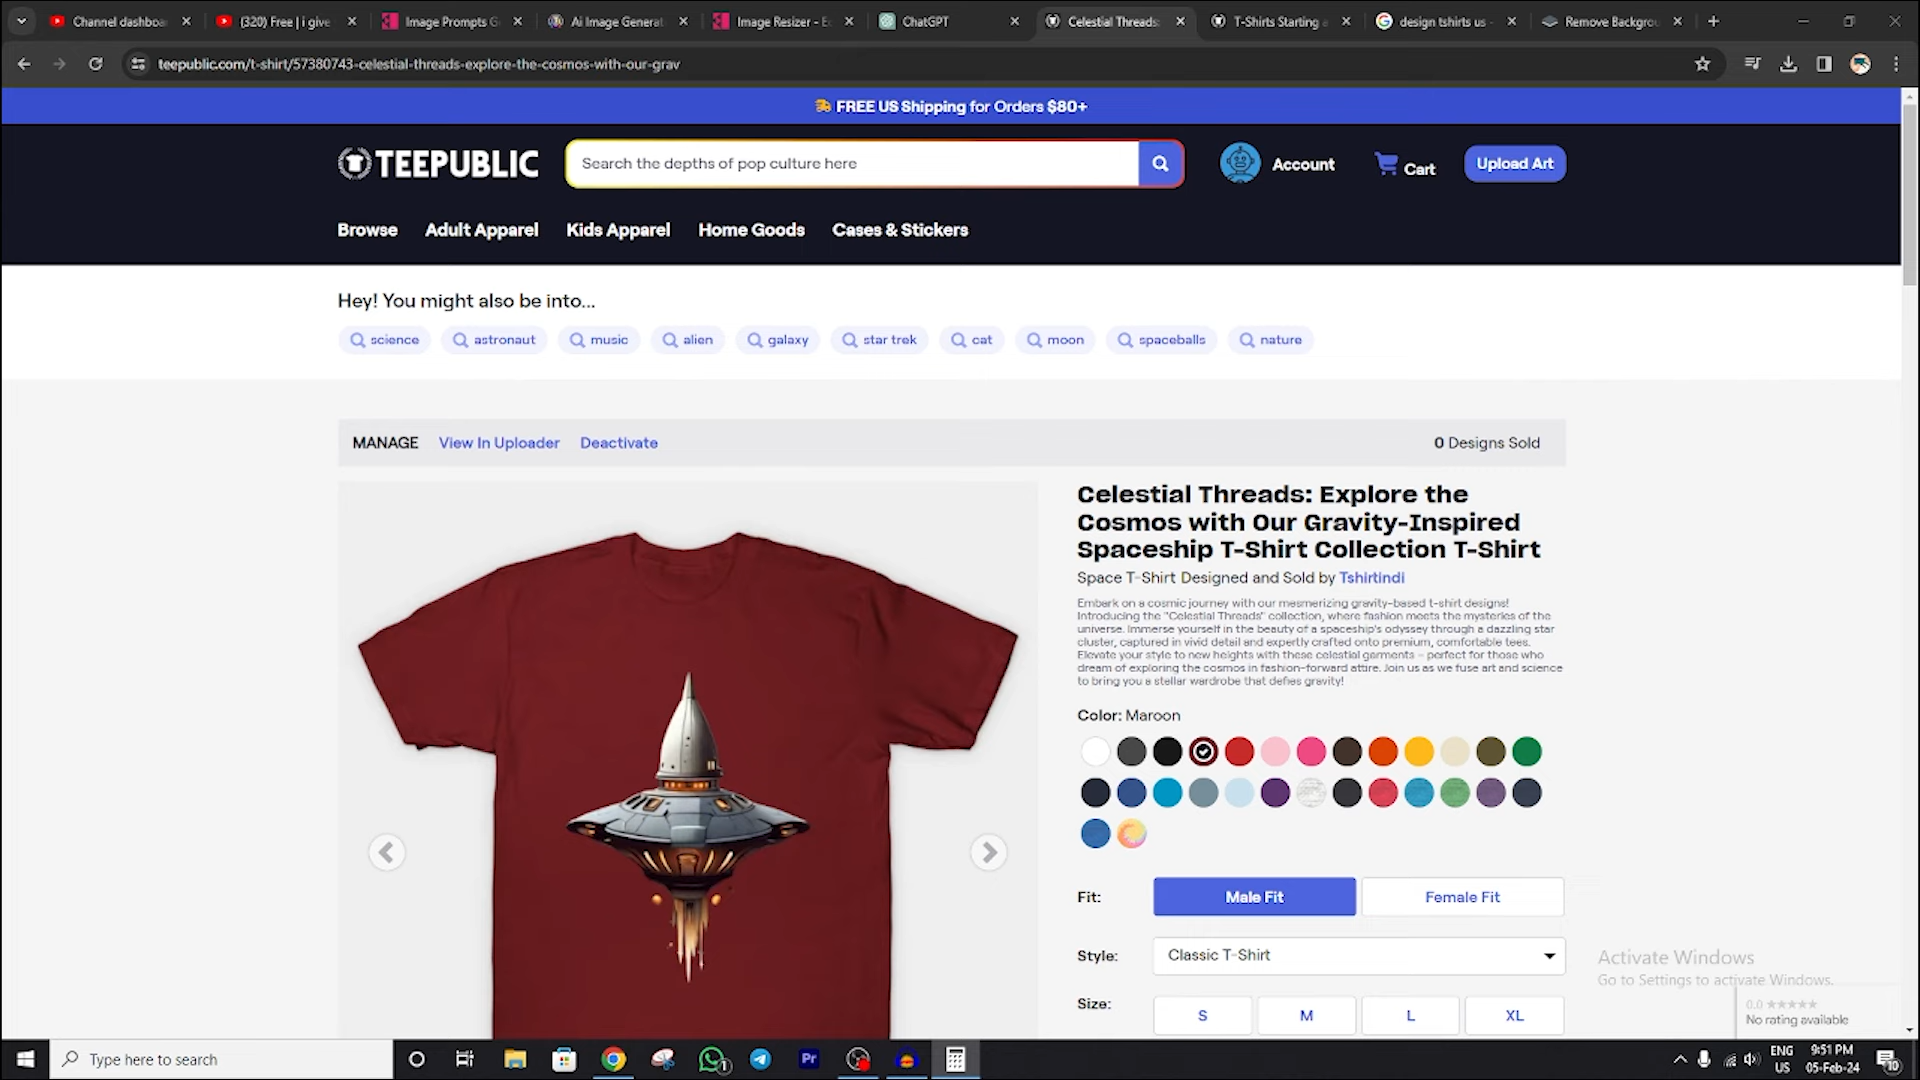 Channel dashboa
(320) Free | i give
Image Prompts G
Ai Image Generat
Image Resizer - E
ChatGPT
Celestial Threads:
T-Shirts Starting a
design tshirts us -
Remove Backgrou
teepublic.com/t-shirt/57380743-celestial-threads-explore-the-cosmos-with-our-grav
FREE US Shipping for Orders $80+
TEEPUBLIC
Search the depths of pop culture here
Account
Cart
Upload Art
Browse
Adult Apparel
Kids Apparel
Home Goods
Cases & Stickers
Hey! You might also be into...
science
astronaut
music
alien
galaxy
star trek
cat
moon
spaceballs
nature
MANAGE
View In Uploader
Deactivate
0 Designs Sold
Celestial Threads: Explore the
Cosmos with Our Gravity-Inspired
Spaceship T-Shirt Collection T-Shirt
Space T-Shirt Designed and Sold by Tshirtindi
Embark on a cosmic journey with our mesmerizing gravity-based t-shirt designs!
Introducing the "Celestial Threads" collection, where fashion meets the mysteries of the
universe. Immerse yourself in the beauty of a spaceship's odyssey through a dazzling star
cluster, captured in vivid detail and expertly crafted onto premium, comfortable tees.
Elevate your style to new heights with these celestial garments – perfect for those who
dream of exploring the cosmos in fashion-forward attire. Join us as we fuse art and science
to bring you a stellar wardrobe that defies gravity!
Color: Maroon
Fit:
Male Fit
Female Fit
Style:
Classic T-Shirt
Size:
S
M
L
XL
Activate Windows
Go to Settings to activate Windows.
0.0 ★★★★★
No rating available
Type here to search
Pr
1
ENG
US
9:51 PM
05-Feb-24
10